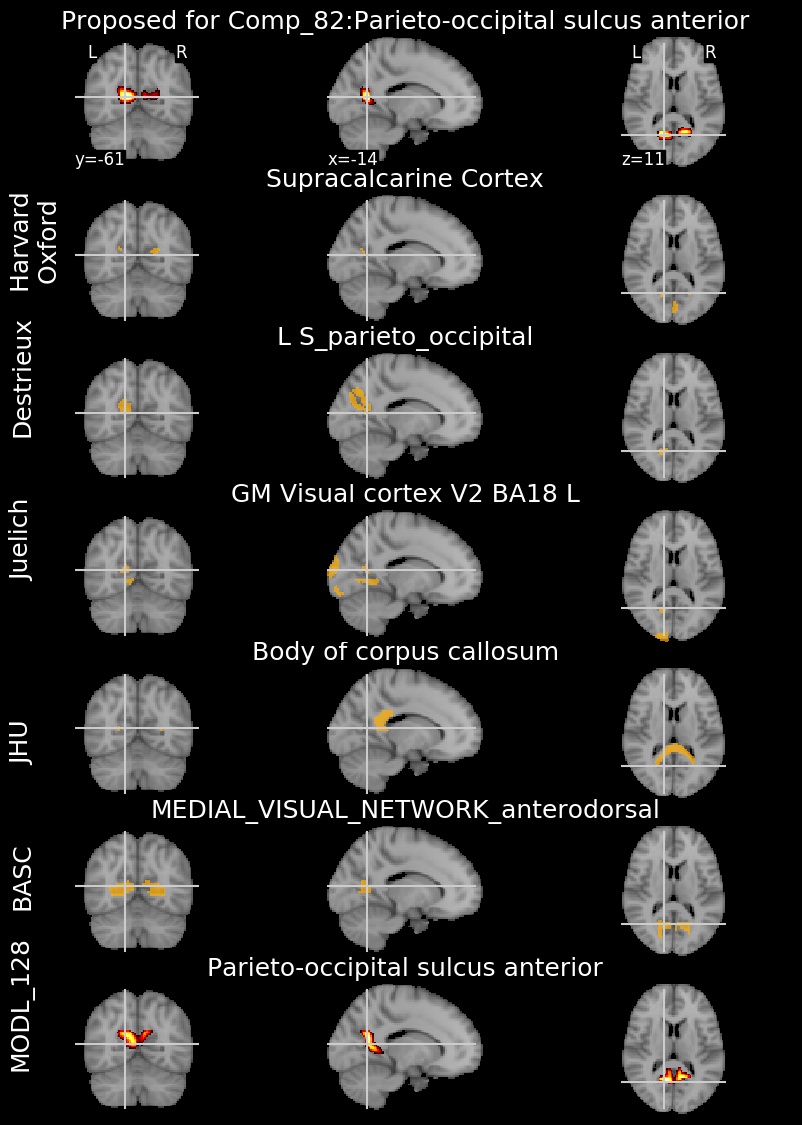 Proposed for Comp_82:Parieto-occipital sulcus anterior
L R L R
y=-61 x=-14 z=11
Supracalcarine Cortex
Harvard
Oxford
L S_parieto_occipital
Destrieux
GM Visual cortex V2 BA18 L
Juelich
Body of corpus callosum
JHU
MEDIAL_VISUAL_NETWORK_anterodorsal
BASC
Parieto-occipital sulcus anterior
MODL_128